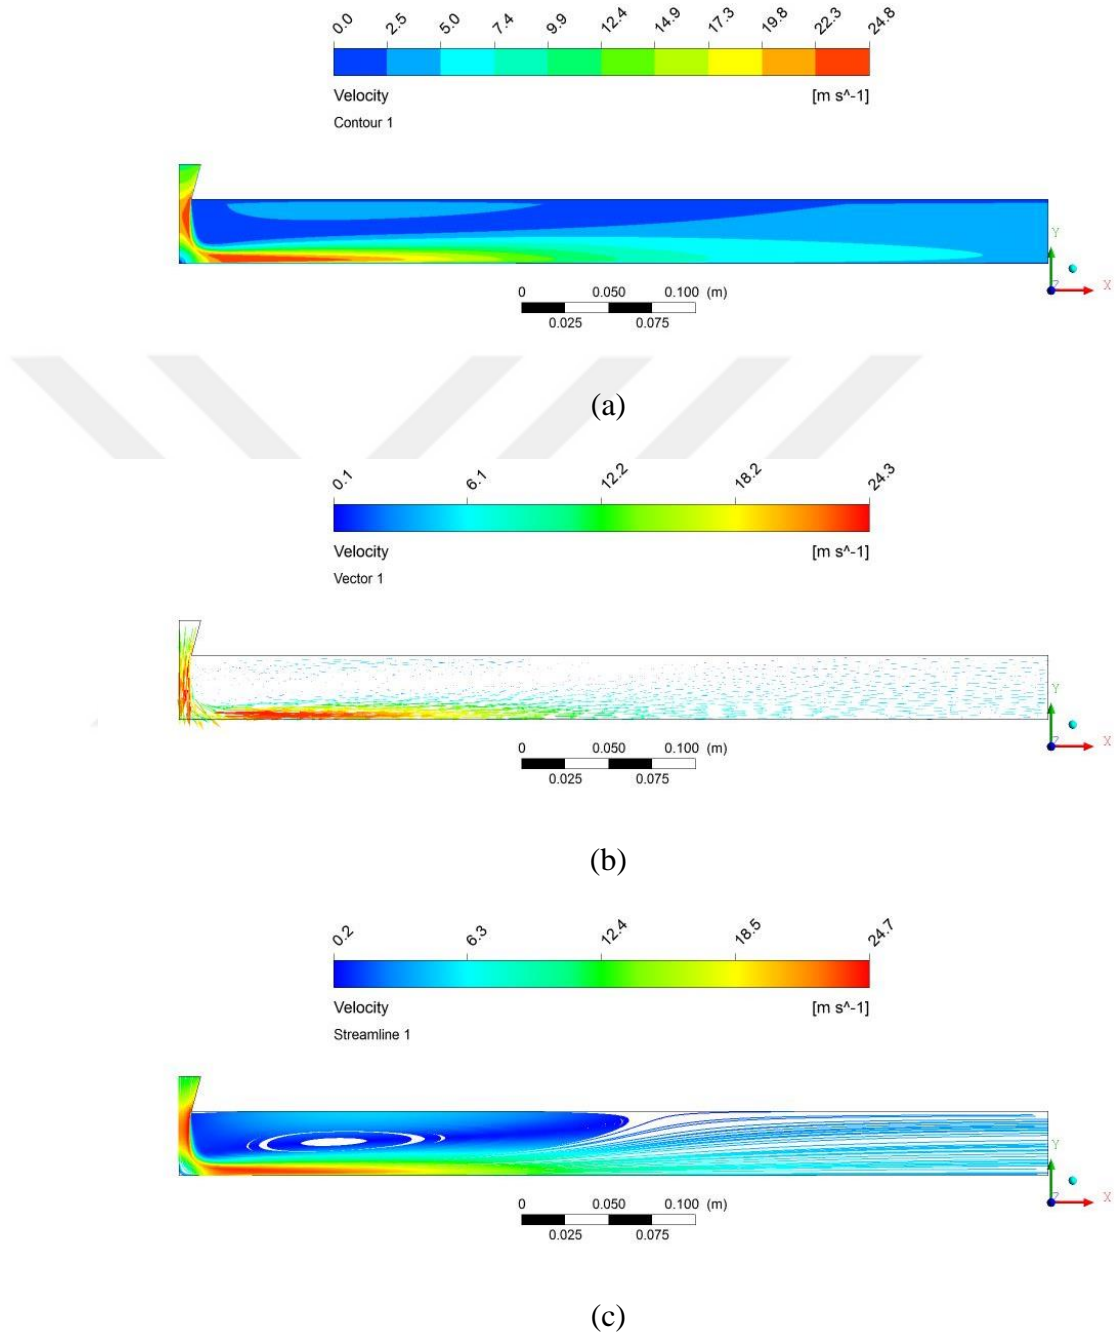 0.0 2.5 5.0 7.4 9.9 12.4 14.9 17.3 19.8 22.3 24.8
Velocity [m s^-1]
Contour 1
Y
Z X
0 0.050 0.100 (m)
0.025 0.075
(a)
0.1 6.1 12.2 18.2 24.3
Velocity [m s^-1]
Vector 1
Y
Z X
0 0.050 0.100 (m)
0.025 0.075
(b)
0.2 6.3 12.4 18.5 24.7
Velocity [m s^-1]
Streamline 1
Y
Z X
0 0.050 0.100 (m)
0.025 0.075
(c)